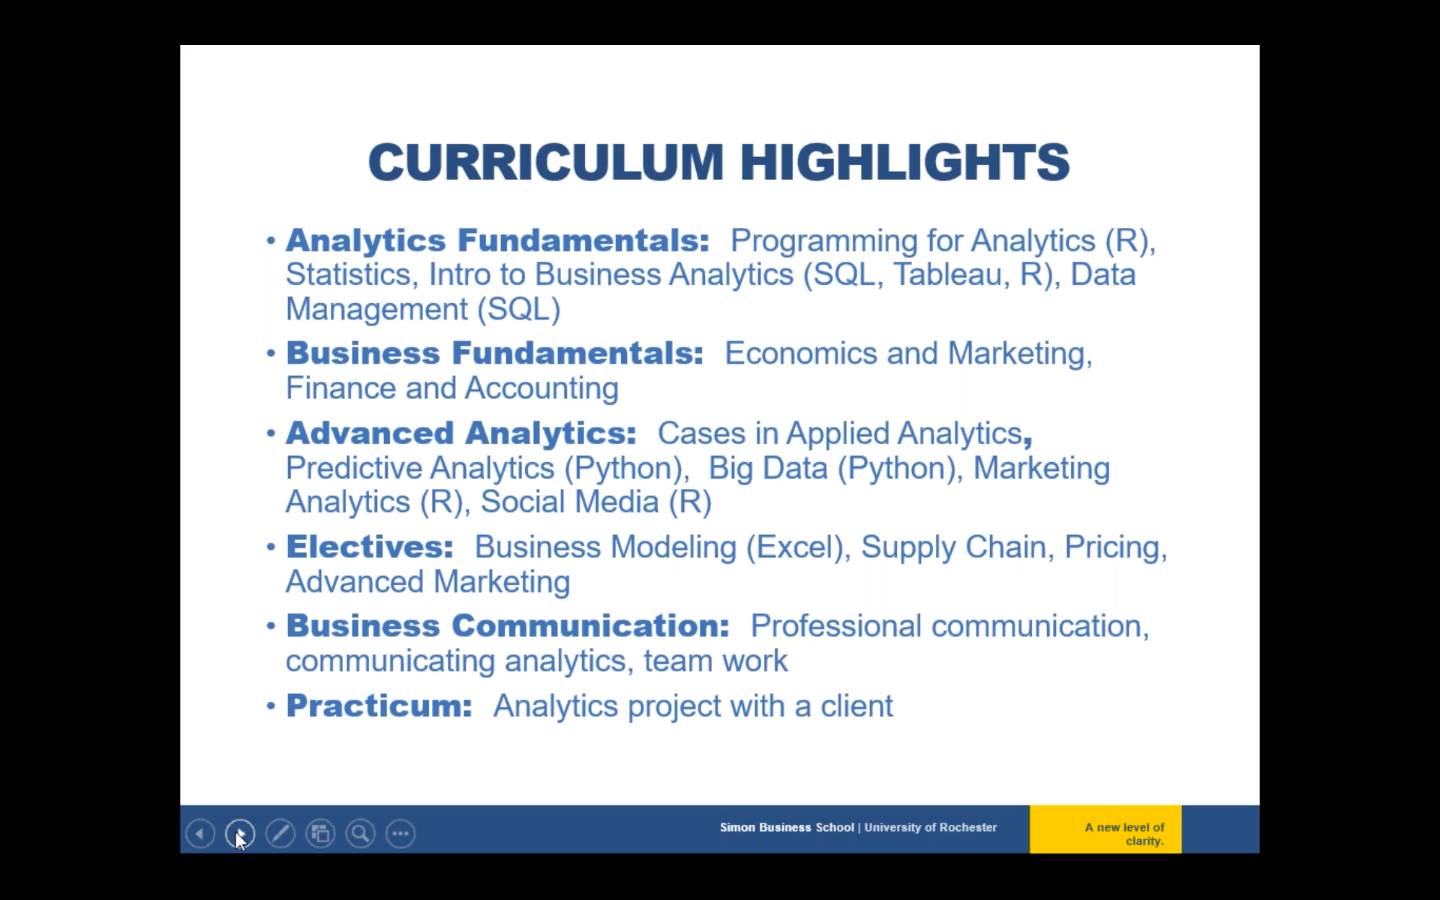 CURRICULUM HIGHLIGHTS
• Analytics Fundamentals:  Programming for Analytics (R),
Statistics, Intro to Business Analytics (SQL, Tableau, R), Data
Management (SQL)
• Business Fundamentals:  Economics and Marketing,
Finance and Accounting
• Advanced Analytics:  Cases in Applied Analytics,
Predictive Analytics (Python),  Big Data (Python), Marketing
Analytics (R), Social Media (R)
• Electives:  Business Modeling (Excel), Supply Chain, Pricing,
Advanced Marketing
• Business Communication:  Professional communication,
communicating analytics, team work
• Practicum:  Analytics project with a client
Simon Business School | University of Rochester
A new level of
clarity.